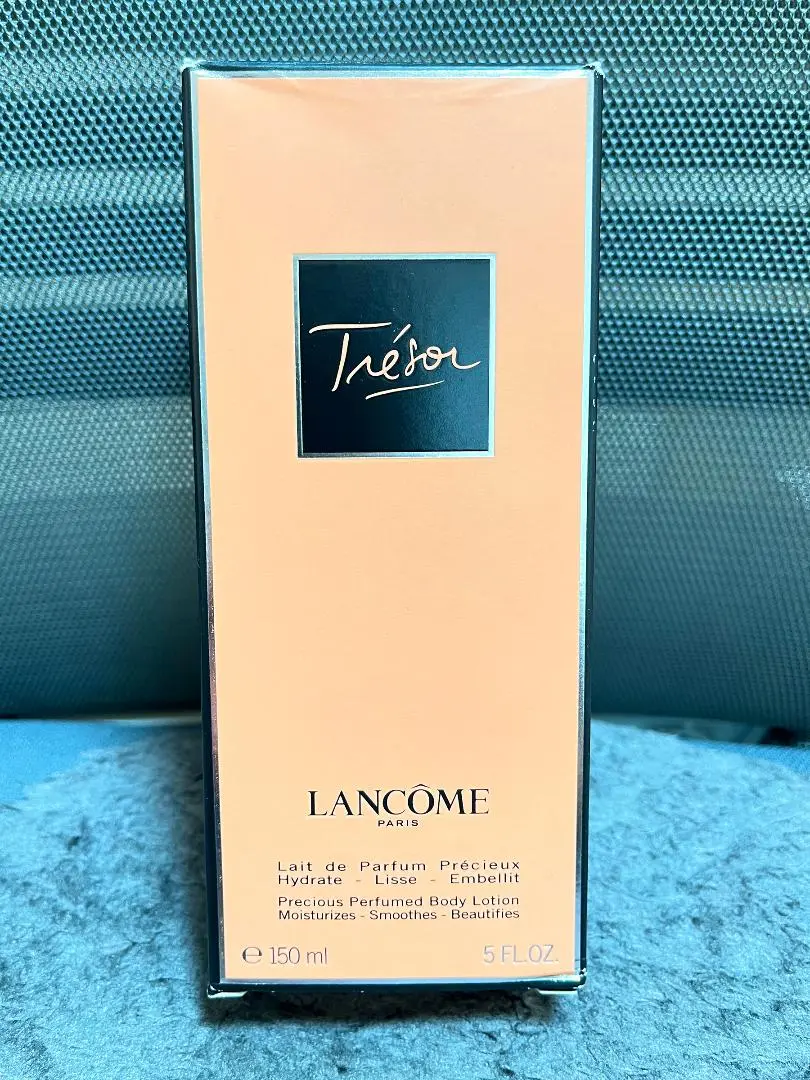 Trésor
LANCÔME
PARIS
Lait de Parfum Précieux
Hydrate - Lisse - Embellit
Precious Perfumed Body Lotion
Moisturizes - Smoothes - Beautifies
℮ 150 ml 5 FL.OZ.